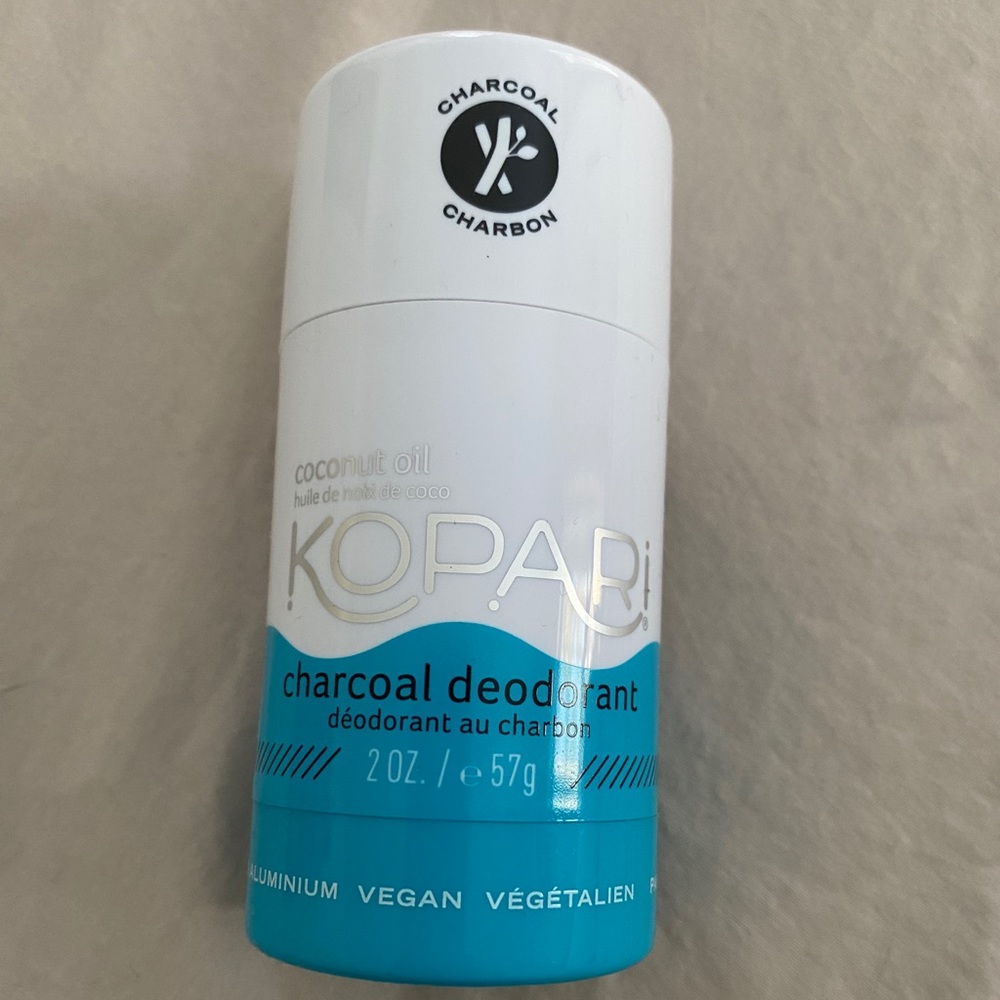 CHARCOAL
CHARBON
coconut oil
huile de noix de coco
KOPARi®
charcoal deodorant
déodorant au charbon
2 OZ. / ℮ 57g
ALUMINIUM VEGAN VÉGÉTALIEN